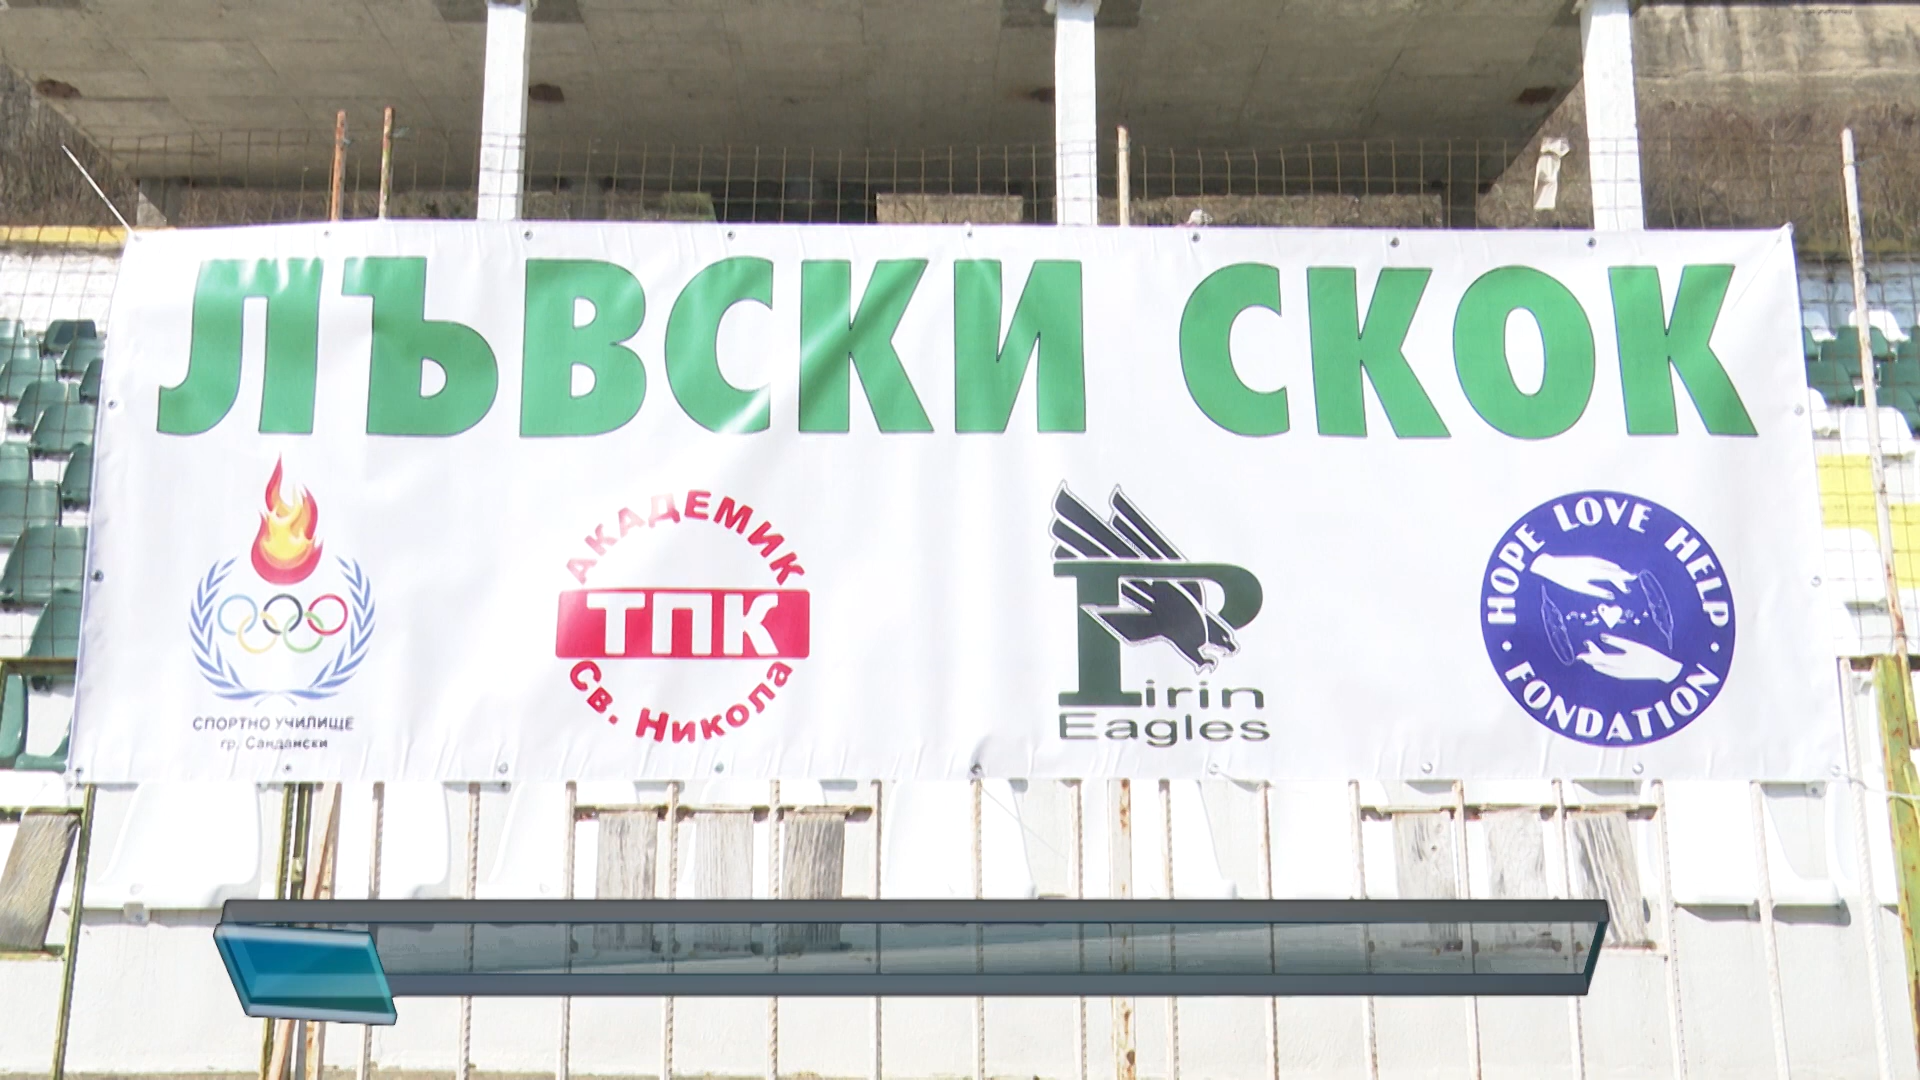 ЛЪВСКИ СКОК
СПОРТНО УЧИЛИЩЕ
гр. Сандански
АКАДЕМИК
ТПК
Св. Никола
Pirin
Eagles
HOPE LOVE HELP
FONDATION